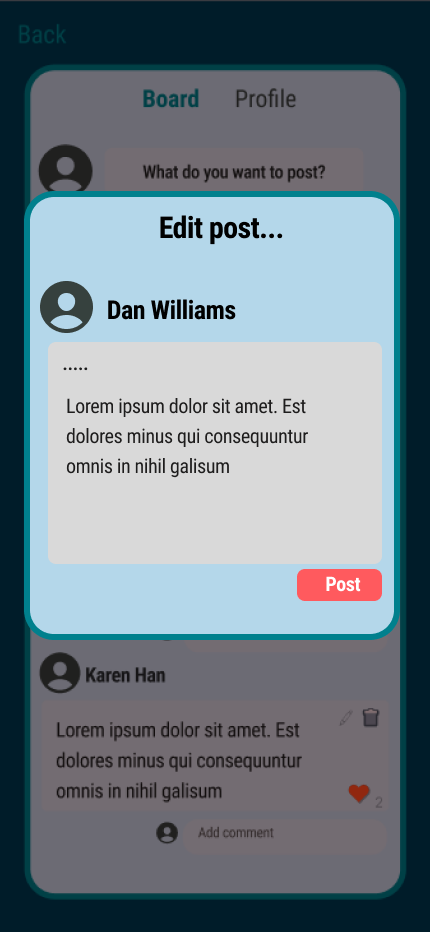 Back
Board Profile
What do you want to post?
Edit post...
Dan Williams
.....
Lorem ipsum dolor sit amet. Est
dolores minus qui consequuntur
omnis in nihil galisum
Post
Karen Han
Lorem ipsum dolor sit amet. Est
dolores minus qui consequuntur
omnis in nihil galisum
2
Add comment